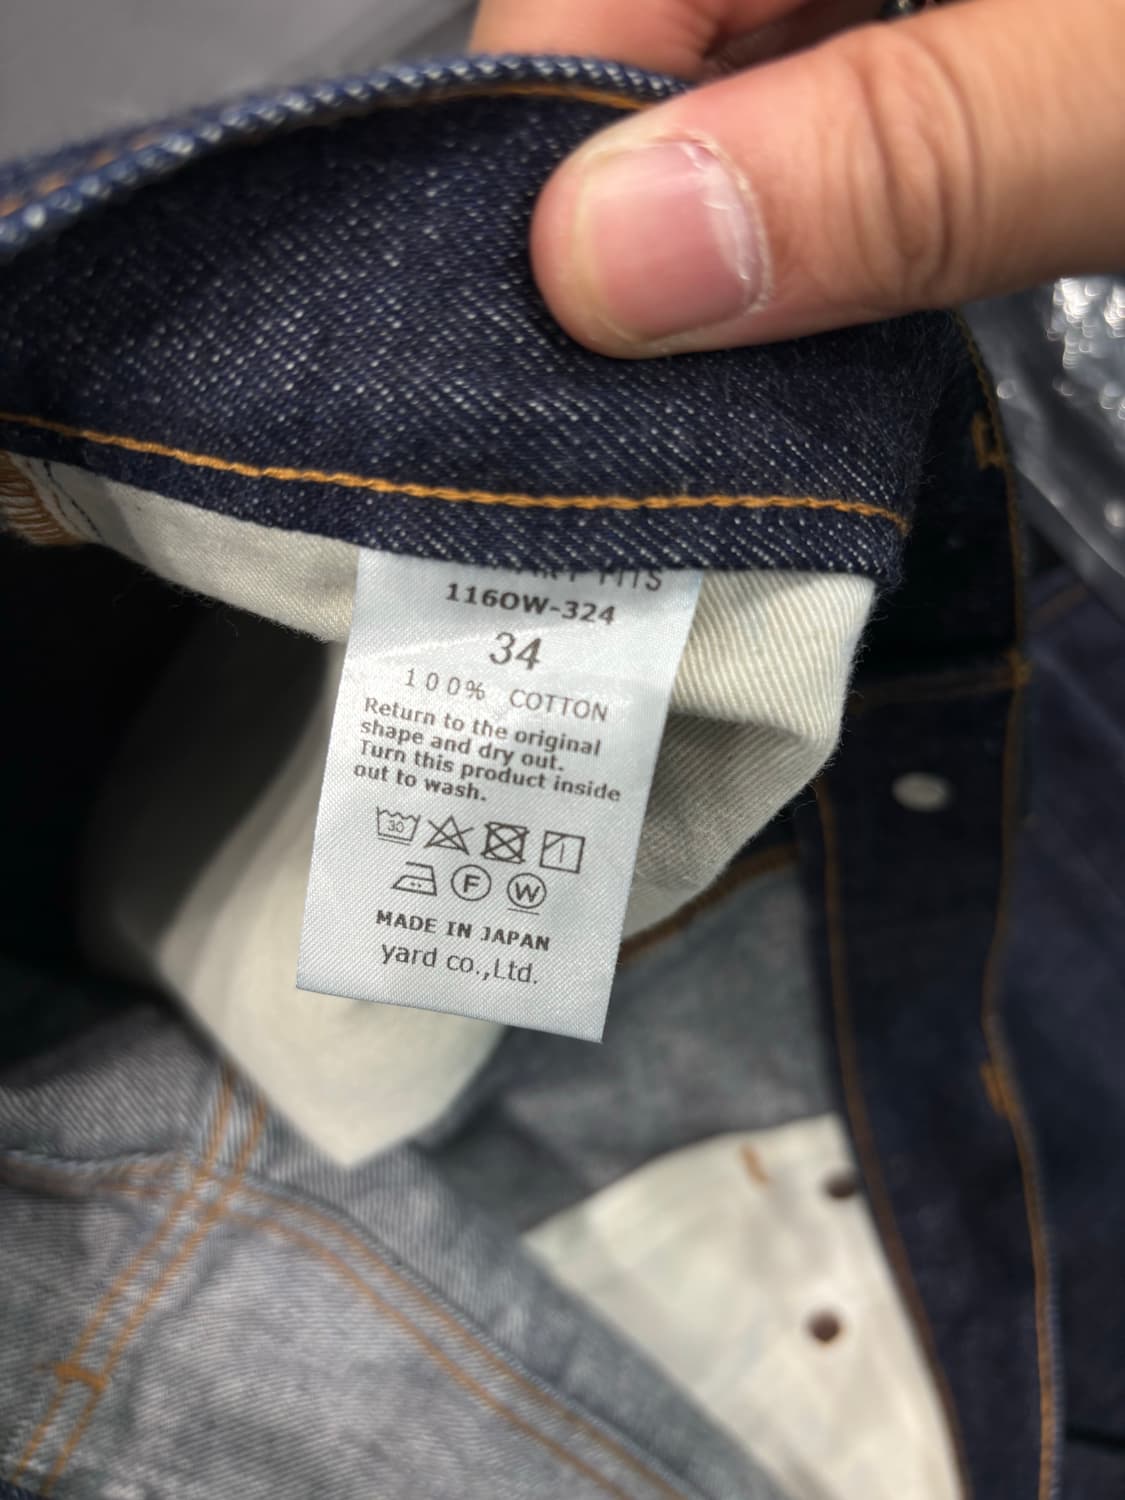 116OW-324
34
100% COTTON
Return to the original
shape and dry out.
Turn this product inside
out to wash.
30
F W
MADE IN JAPAN
yard co.,Ltd.